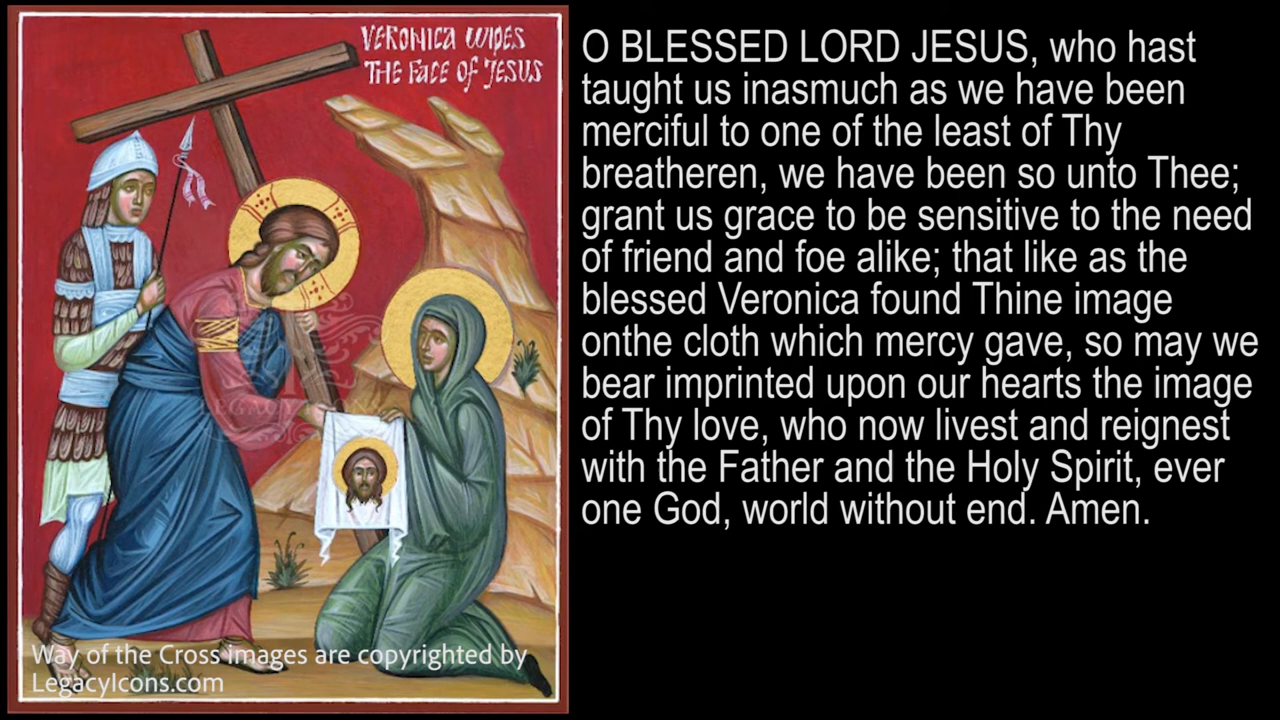 VERONICA WIPES
THE FACE OF JESUS
O BLESSED LORD JESUS, who hast
taught us inasmuch as we have been
merciful to one of the least of Thy
breatheren, we have been so unto Thee;
grant us grace to be sensitive to the need
of friend and foe alike; that like as the
blessed Veronica found Thine image
onthe cloth which mercy gave, so may we
bear imprinted upon our hearts the image
of Thy love, who now livest and reignest
with the Father and the Holy Spirit, ever
one God, world without end. Amen.
Way of the Cross images are copyrighted by
LegacyIcons.com